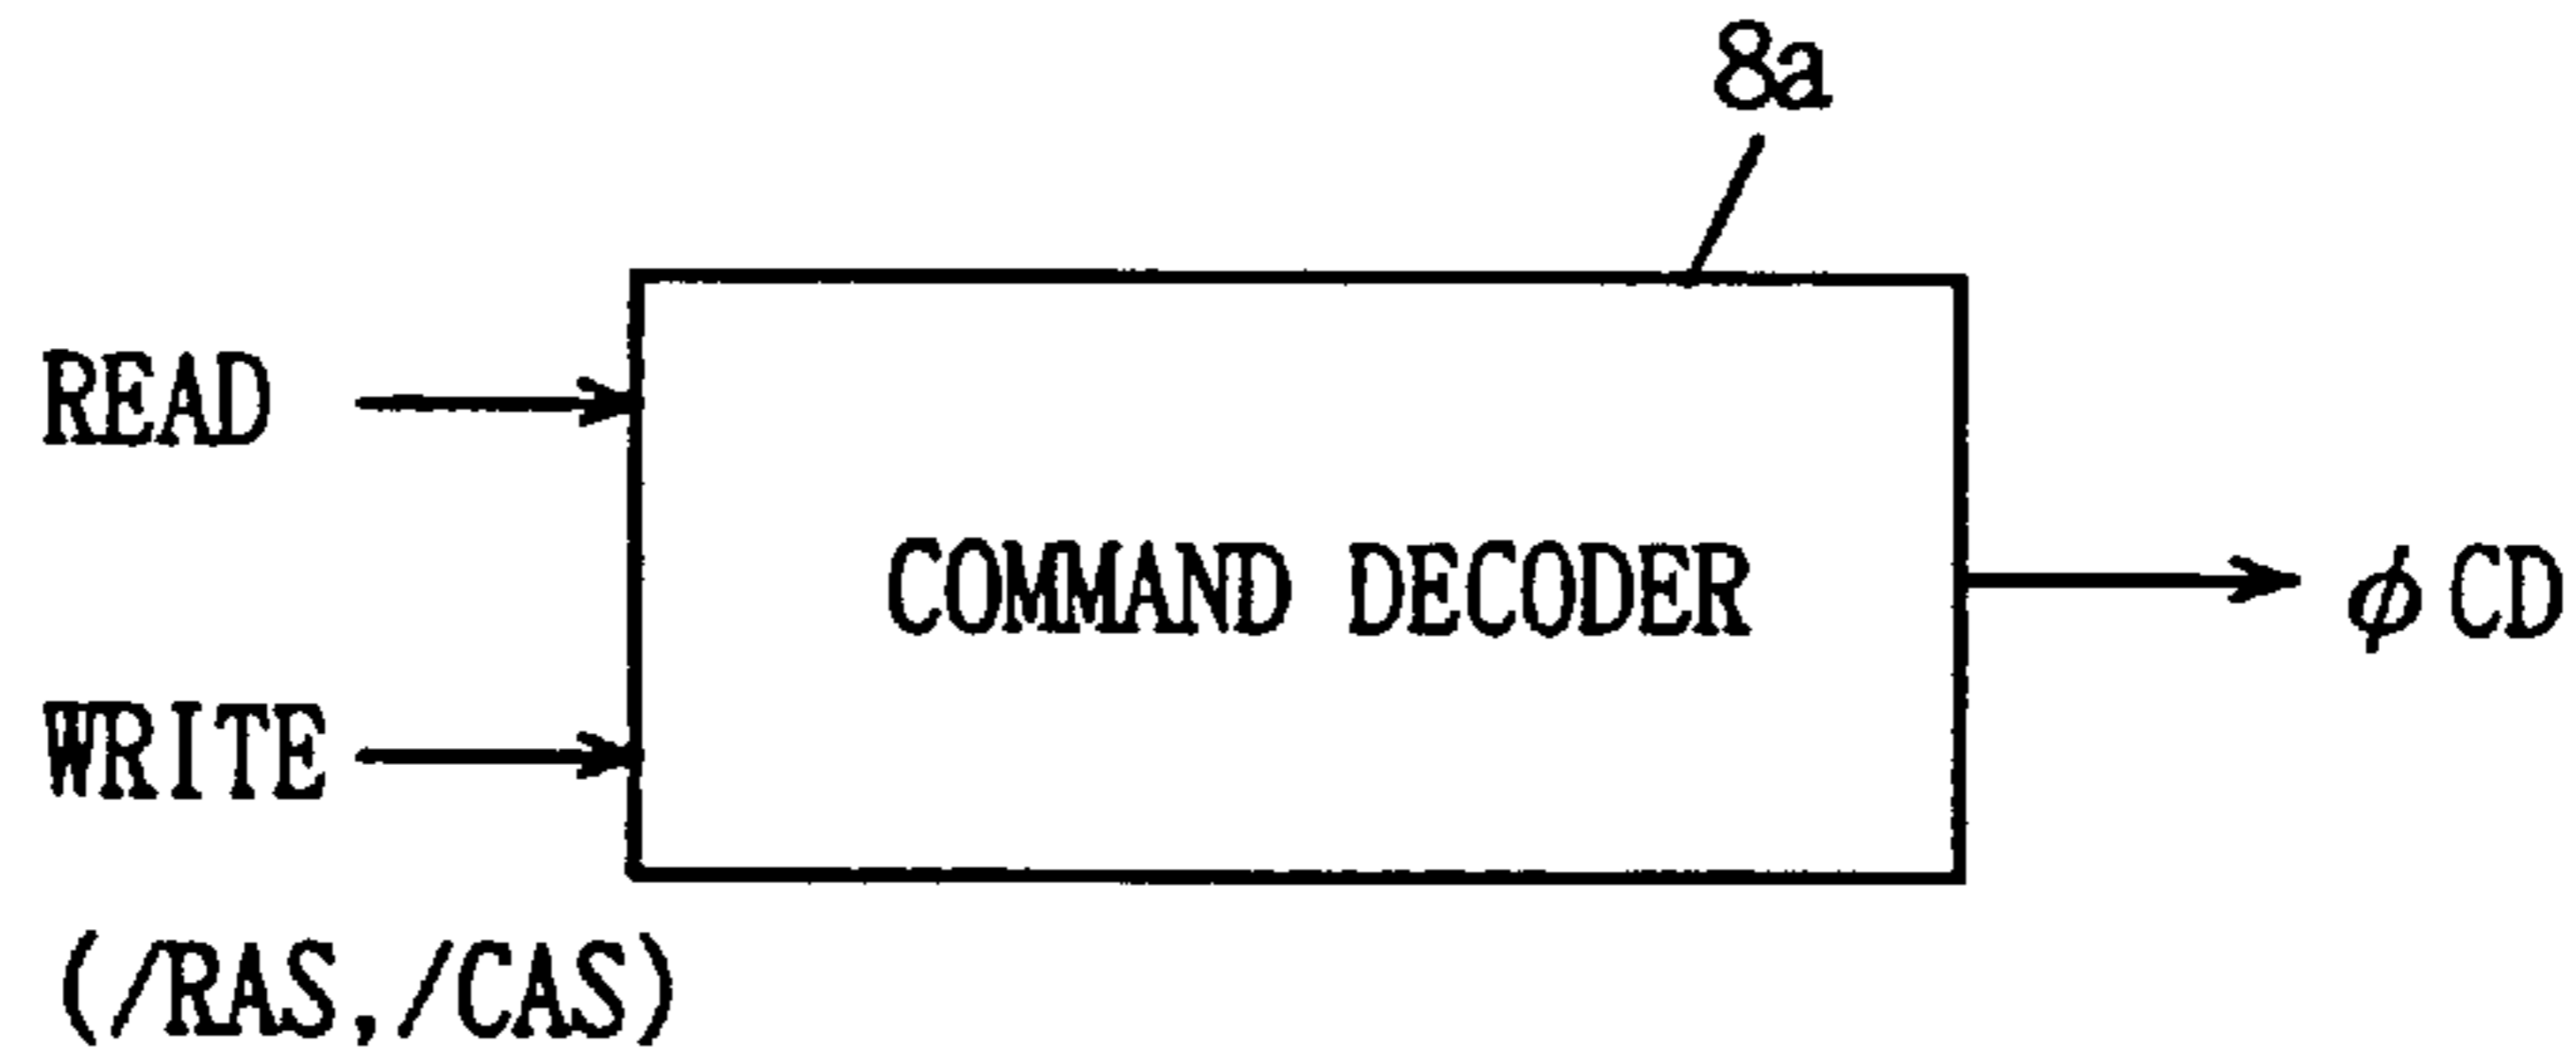 8a
READ
COMMAND DECODER
φCD
WRITE
(/RAS,/CAS)